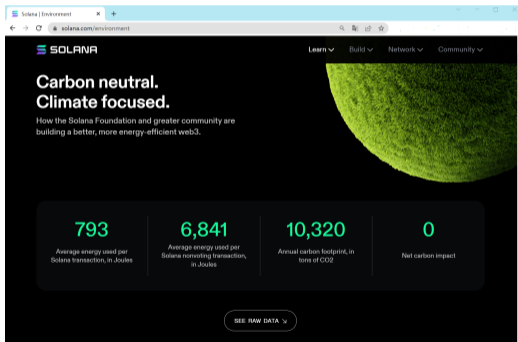 Solana | Environment
solana.com/environment
SOLANA
Learn
Build
Network
Community
Carbon neutral.
Climate focused.
How the Solana Foundation and greater community are
building a better, more energy-efficient web3.
793
Average energy used per
Solana transaction, in Joules
6,841
Average energy used per
Solana nonvoting transaction,
in Joules
10,320
Annual carbon footprint, in
tons of CO2
0
Net carbon impact
SEE RAW DATA